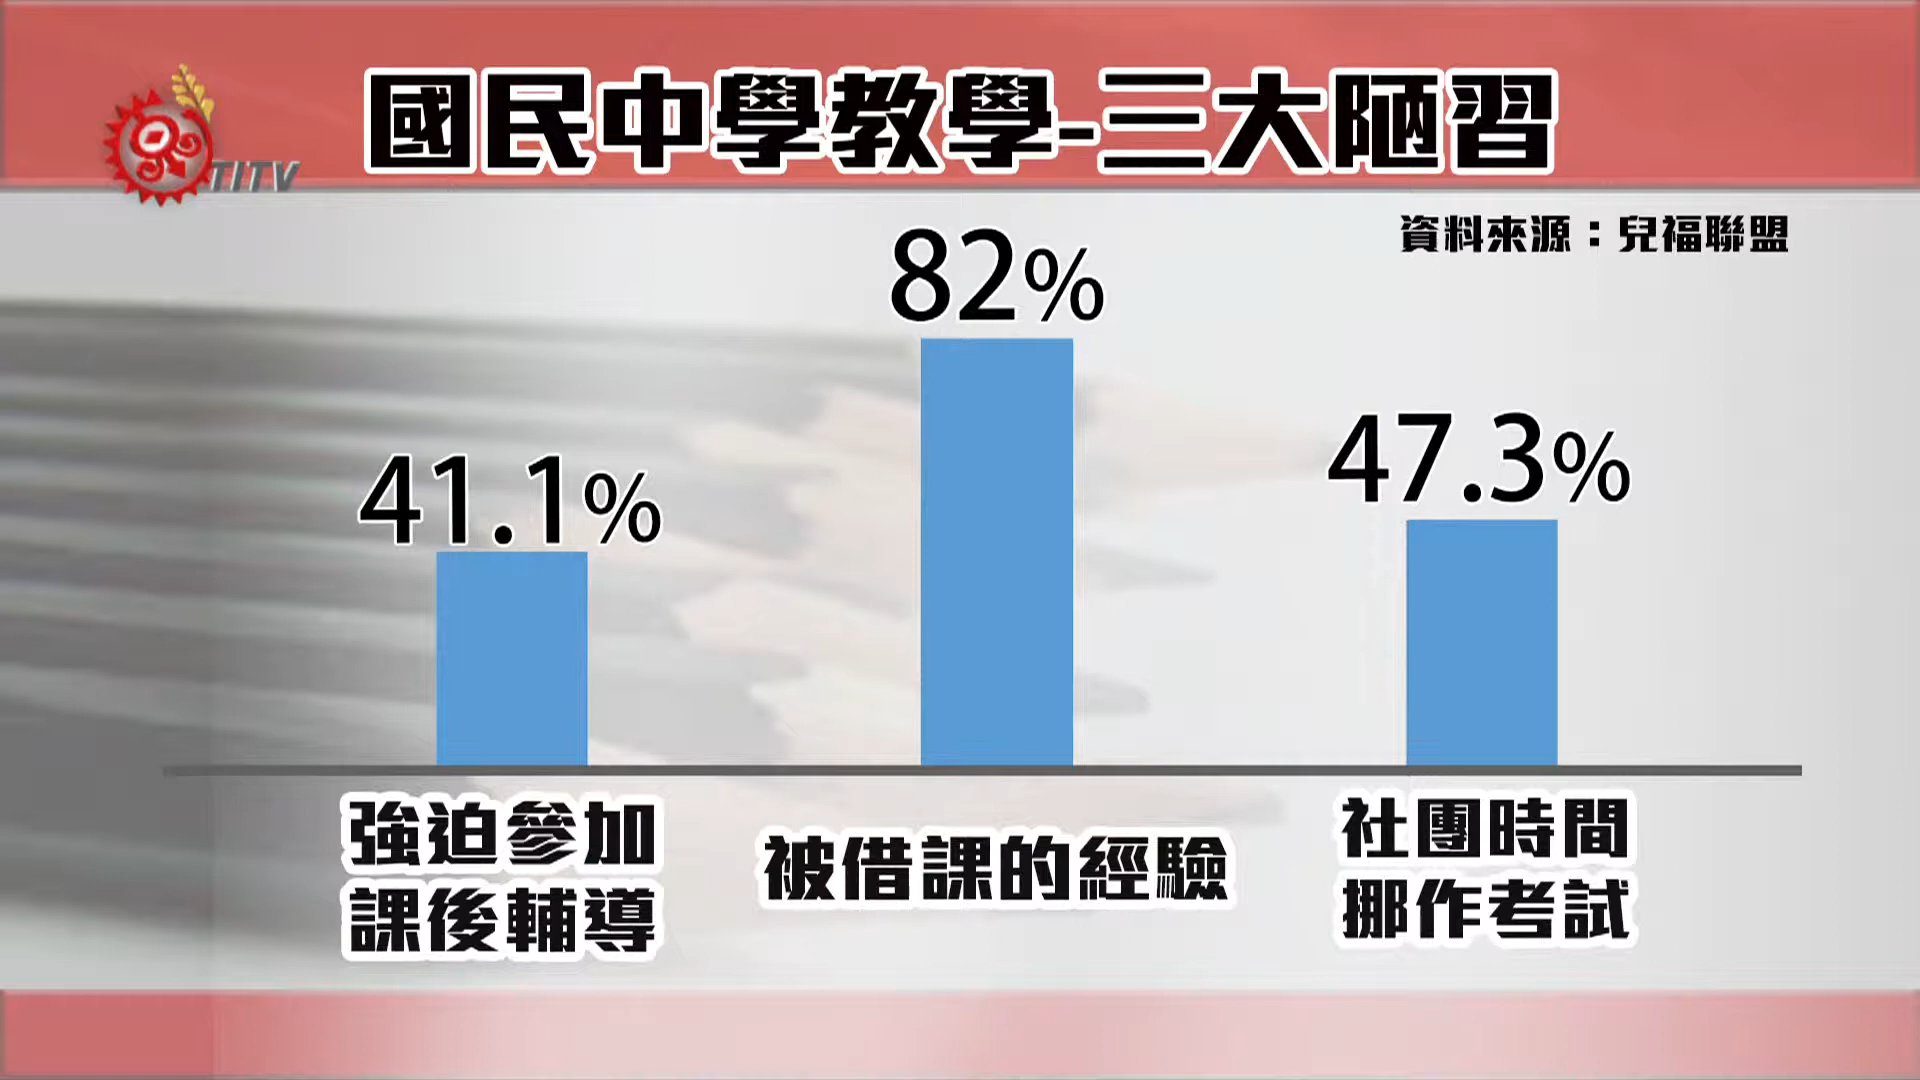 國民中學教學-三大陋習
TITV
資料來源：兒福聯盟
82%
47.3%
41.1%
強迫參加
課後輔導
被借課的經驗
社團時間
挪作考試